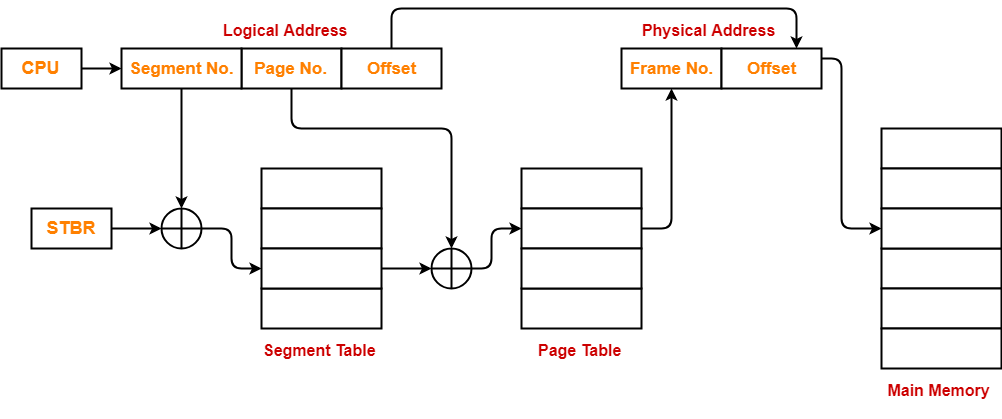 Logical Address
Physical Address
CPU
Segment No.
Page No.
Offset
Frame No.
Offset
STBR
Segment Table
Page Table
Main Memory